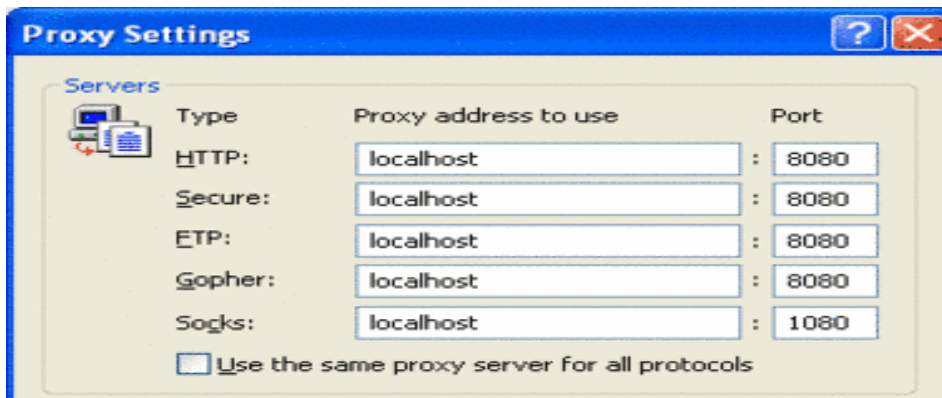 Proxy Settings
Servers
Type Proxy address to use Port
HTTP: localhost : 8080
Secure: localhost : 8080
FTP: localhost : 8080
Gopher: localhost : 8080
Socks: localhost : 1080
Use the same proxy server for all protocols